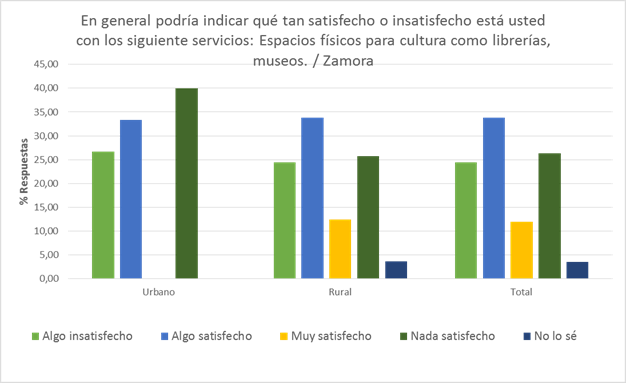 En general podría indicar qué tan satisfecho o insatisfecho está usted
con los siguiente servicios: Espacios físicos para cultura como librerías,
museos. / Zamora
45,00
40,00
35,00
30,00
25,00
20,00
15,00
10,00
5,00
0,00
% Respuestas
Urbano Rural Total
Algo insatisfecho Algo satisfecho Muy satisfecho Nada satisfecho No lo sé